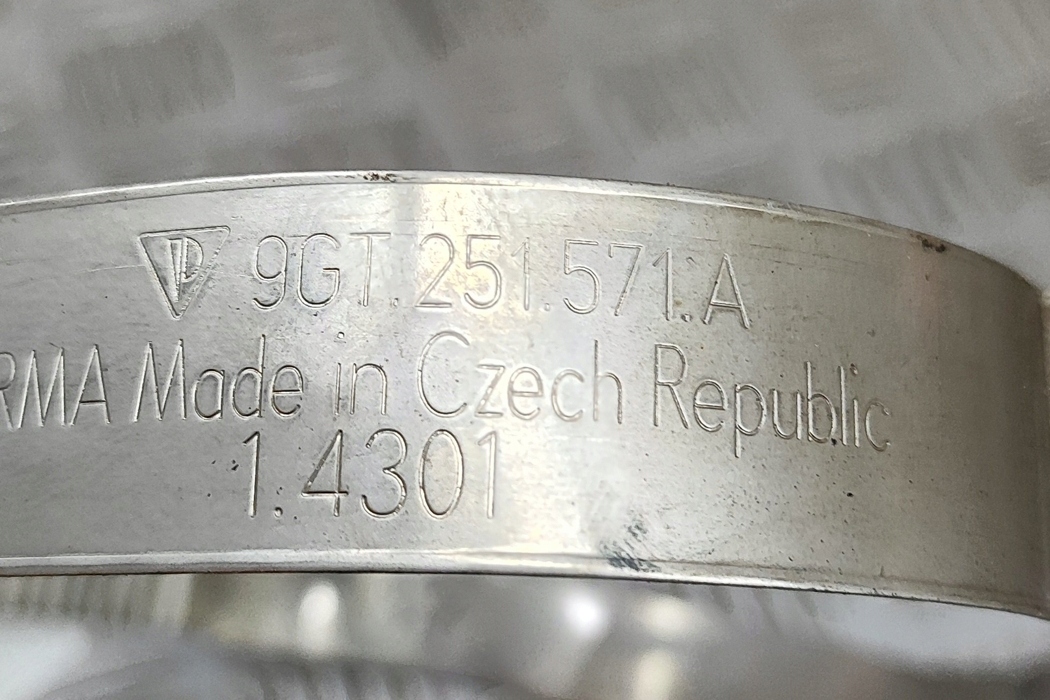 9GT.251.571.A
RMA Made in Czech Republic
1.4301